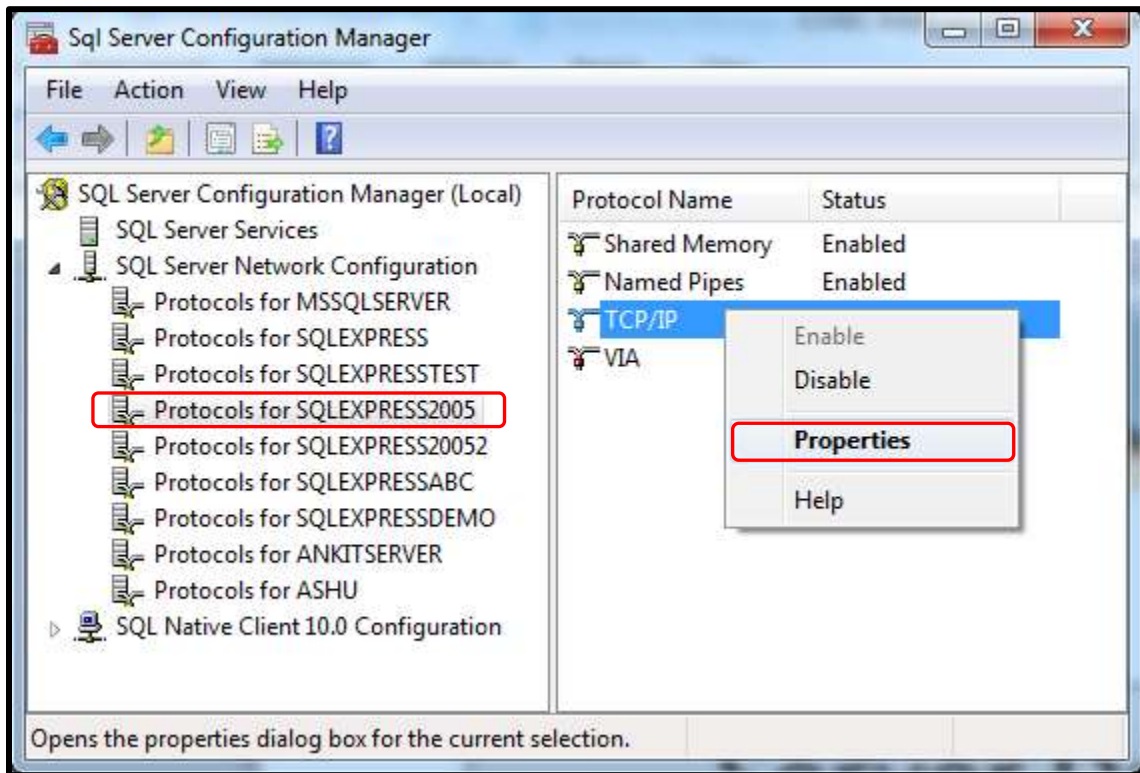 Sql Server Configuration Manager
File Action View Help
SQL Server Configuration Manager (Local)
SQL Server Services
SQL Server Network Configuration
Protocols for MSSQLSERVER
Protocols for SQLEXPRESS
Protocols for SQLEXPRESSTEST
Protocols for SQLEXPRESS2005
Protocols for SQLEXPRESS20052
Protocols for SQLEXPRESSABC
Protocols for SQLEXPRESSDEMO
Protocols for ANKITSERVER
Protocols for ASHU
SQL Native Client 10.0 Configuration
Protocol Name Status
Shared Memory Enabled
Named Pipes Enabled
TCP/IP
VIA
Enable
Disable
Properties
Help
Opens the properties dialog box for the current selection.